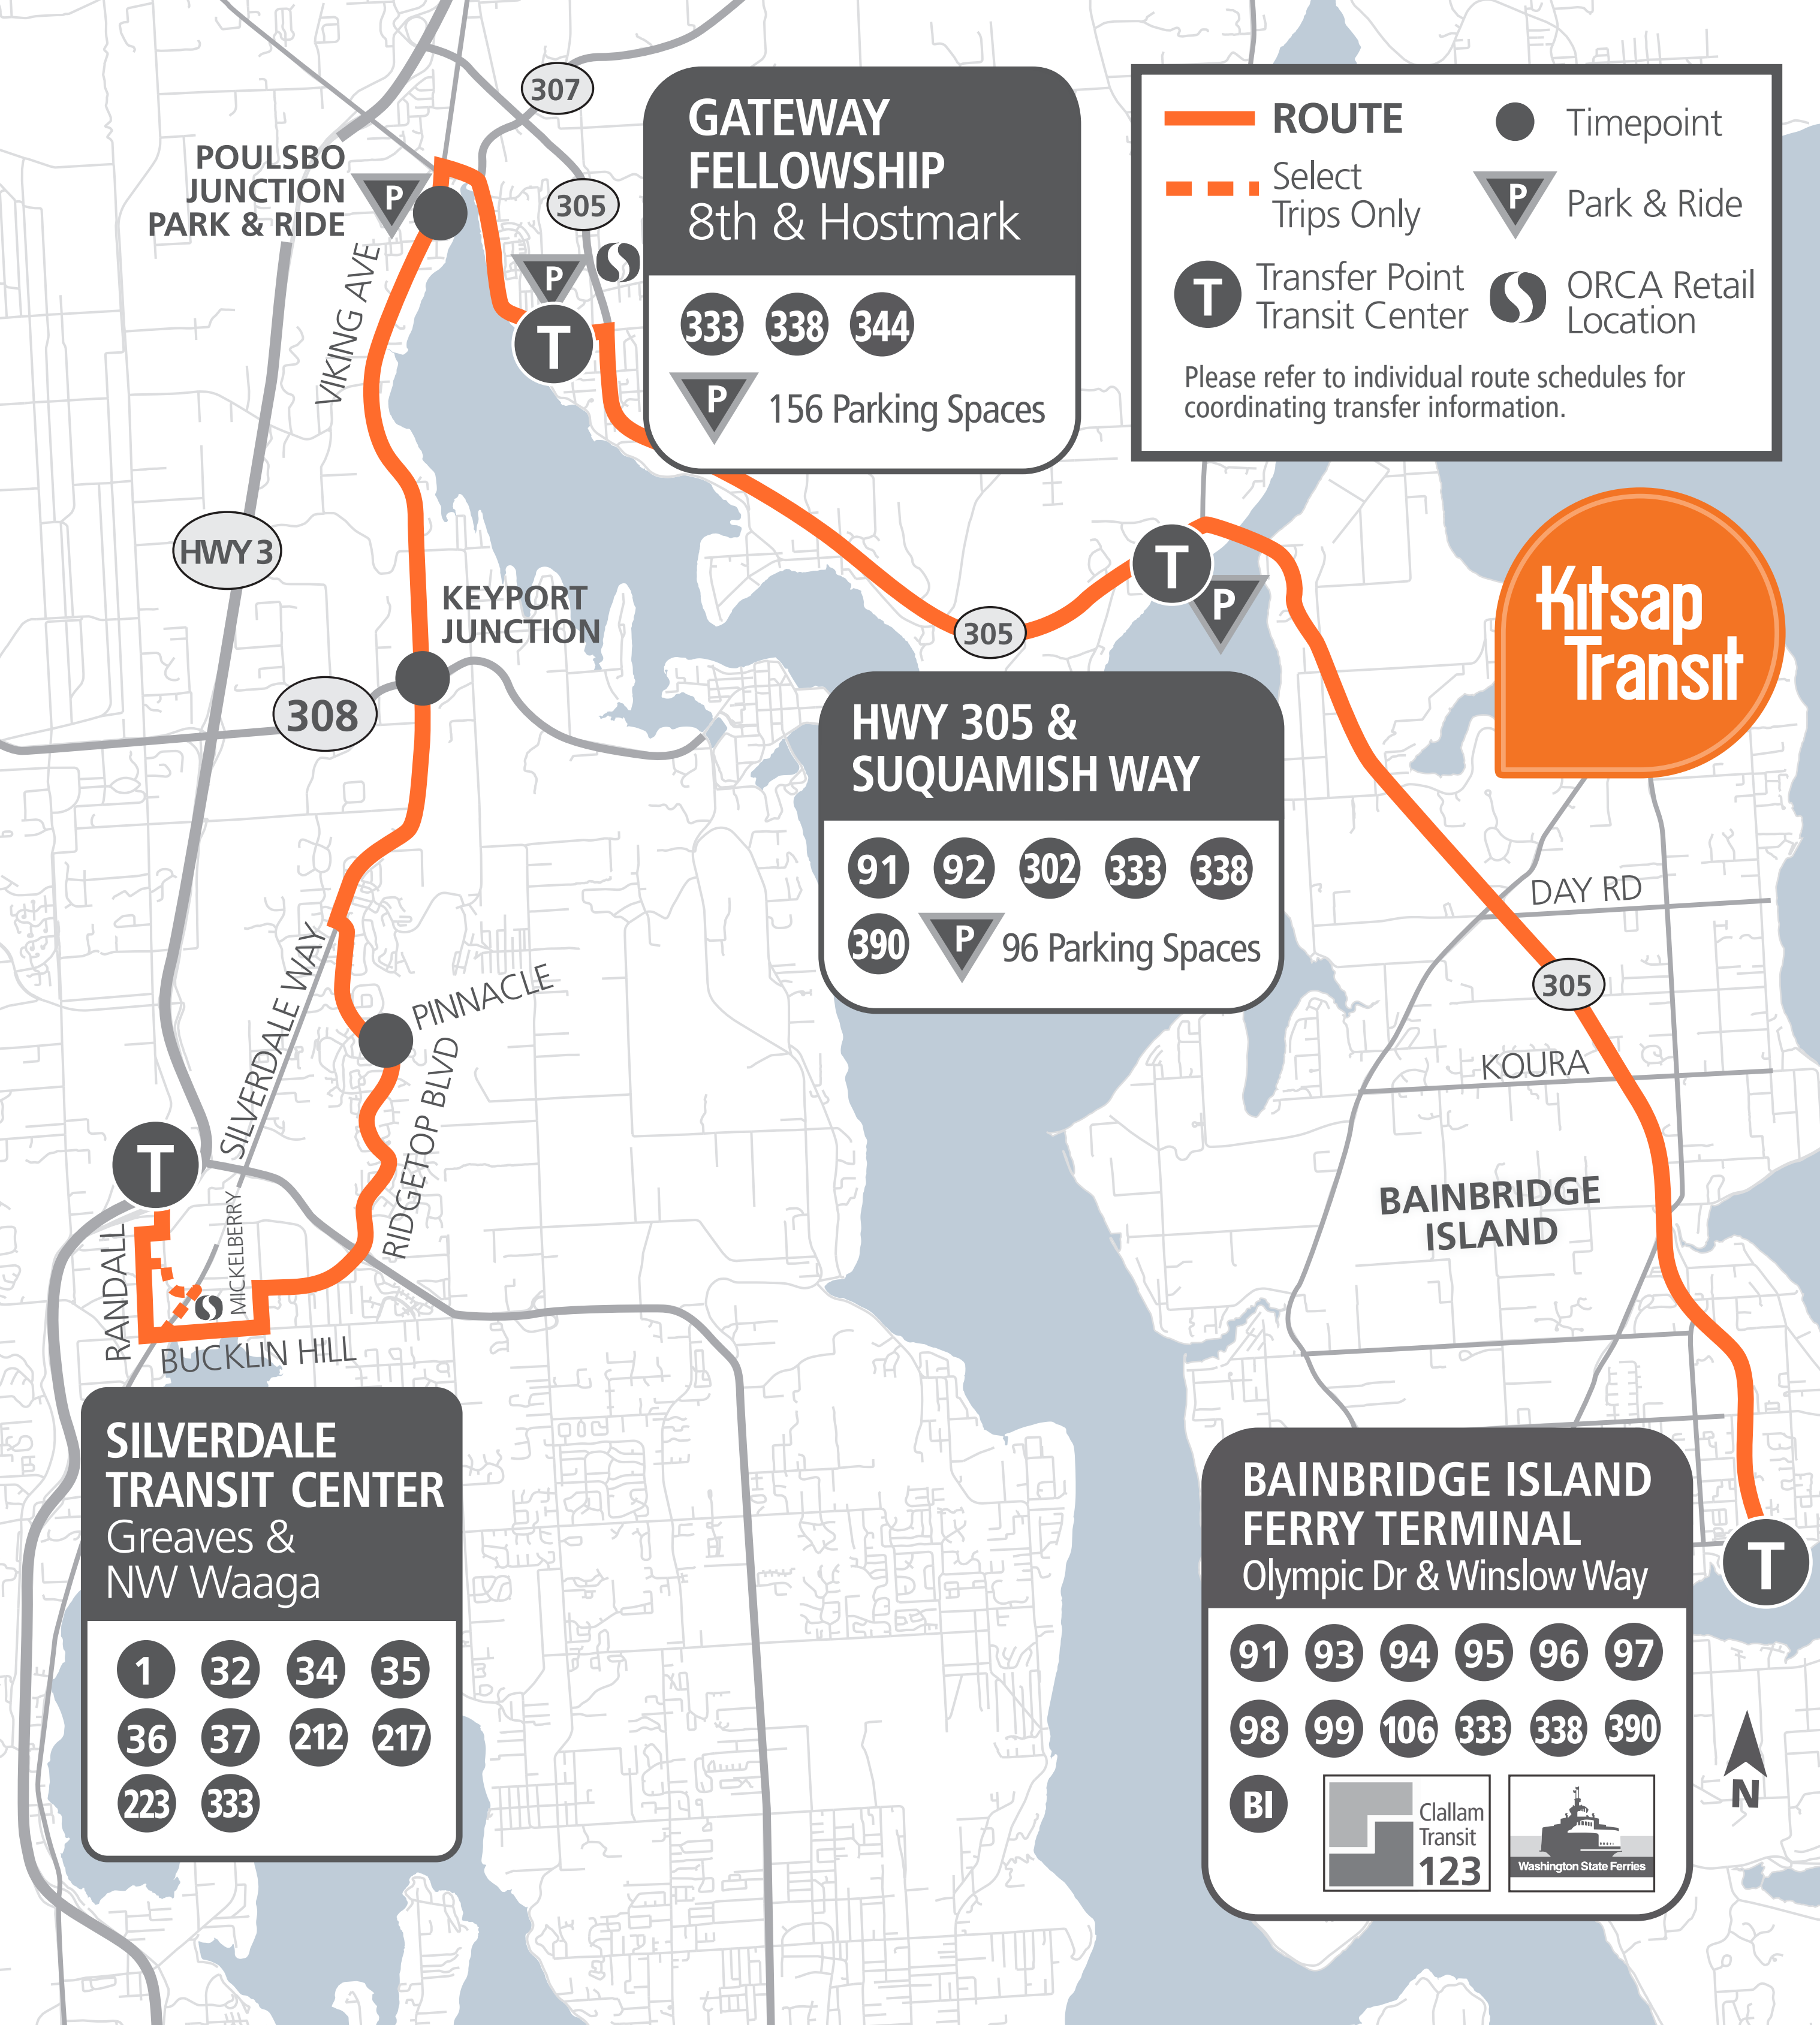 307
GATEWAY
FELLOWSHIP
8th & Hostmark
333 338 344
P 156 Parking Spaces
ROUTE
Select
Trips Only
T Transfer Point
Transit Center
Timepoint
P Park & Ride
ORCA Retail
Location
Please refer to individual route schedules for
coordinating transfer information.
POULSBO
JUNCTION
PARK & RIDE
P
305
P
T
VIKING AVE
HWY 3
KEYPORT
JUNCTION
308
305
T
P
Kitsap
Transit
HWY 305 &
SUQUAMISH WAY
91 92 302 333 338
390 P 96 Parking Spaces
DAY RD
305
KOURA
BAINBRIDGE
ISLAND
SILVERDALE WAY
PINNACLE
RIDGETOP BLVD
T
RANDALL
MICKELBERRY
BUCKLIN HILL
SILVERDALE
TRANSIT CENTER
Greaves &
NW Waaga
1 32 34 35
36 37 212 217
223 333
BAINBRIDGE ISLAND
FERRY TERMINAL
Olympic Dr & Winslow Way
91 93 94 95 96 97
98 99 106 333 338 390
BI
Clallam
Transit
123
Washington State Ferries
T
N